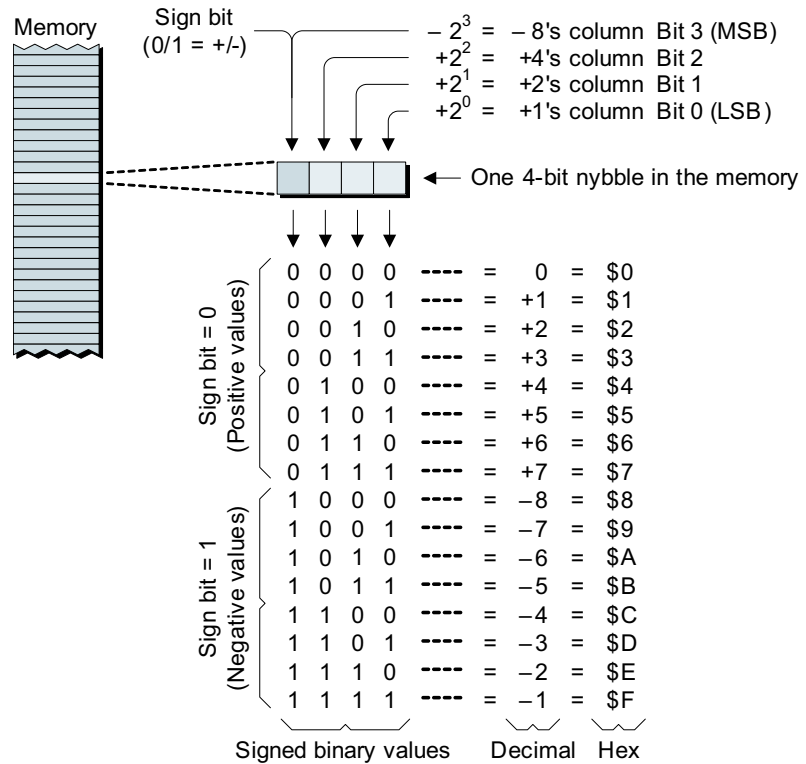 Memory
Sign bit
(0/1 = +/-)
– 2³ = – 8's column Bit 3 (MSB)
+2² = +4's column Bit 2
+2¹ = +2's column Bit 1
+2⁰ = +1's column Bit 0 (LSB)
One 4-bit nybble in the memory
Sign bit = 0
(Positive values)
0 0 0 0 ---- = 0 = $0
0 0 0 1 ---- = +1 = $1
0 0 1 0 ---- = +2 = $2
0 0 1 1 ---- = +3 = $3
0 1 0 0 ---- = +4 = $4
0 1 0 1 ---- = +5 = $5
0 1 1 0 ---- = +6 = $6
0 1 1 1 ---- = +7 = $7
Sign bit = 1
(Negative values)
1 0 0 0 ---- = –8 = $8
1 0 0 1 ---- = –7 = $9
1 0 1 0 ---- = –6 = $A
1 0 1 1 ---- = –5 = $B
1 1 0 0 ---- = –4 = $C
1 1 0 1 ---- = –3 = $D
1 1 1 0 ---- = –2 = $E
1 1 1 1 ---- = –1 = $F
Signed binary values Decimal Hex